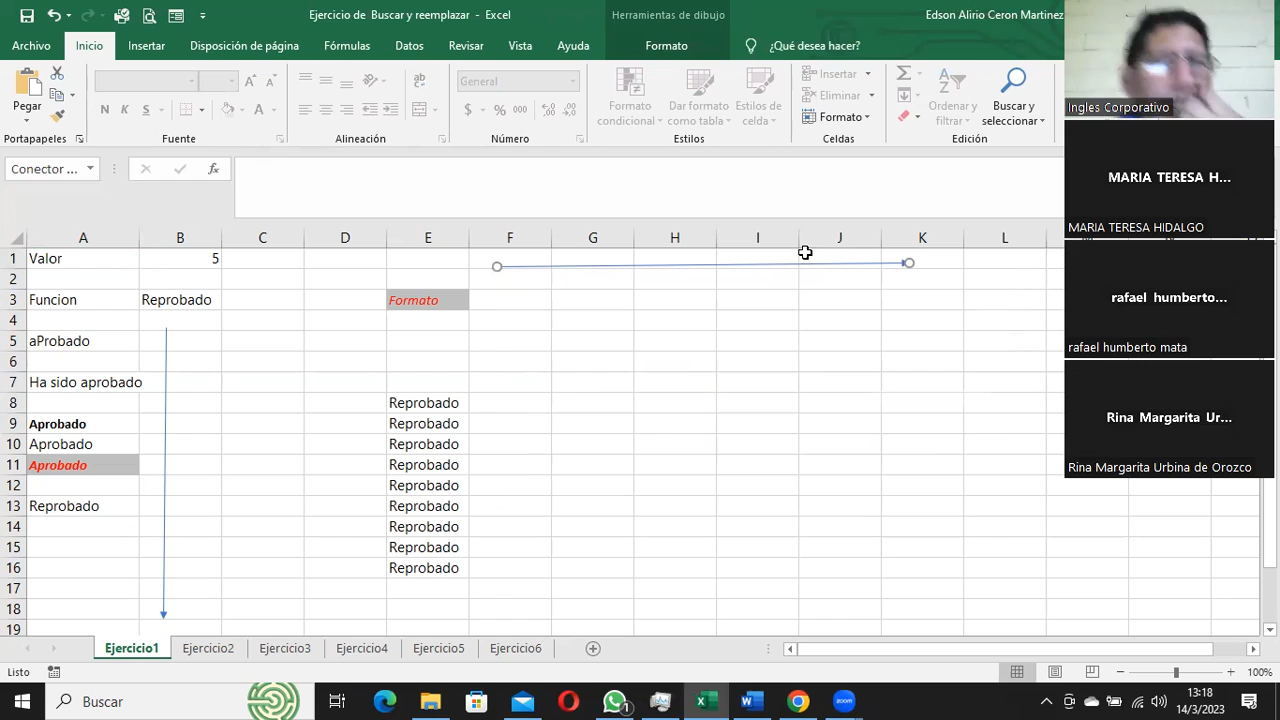 Ejercicio de Buscar y reemplazar - Excel
Herramientas de dibujo
Edson Alirio Ceron Martinez
Archivo Inicio Insertar Disposición de página Fórmulas Datos Revisar Vista Ayuda Formato ¿Qué desea hacer?
Pegar
Portapapeles
N K S
Fuente
Alineación
General
$ % 000
Número
Formato condicional
Dar formato como tabla
Estilos de celda
Estilos
Insertar
Eliminar
Formato
Celdas
Ordenar y filtrar
Buscar y seleccionar
Edición
Conector ...
fx
A B C D E F G H I J K L
1 Valor 5
2
3 Funcion Reprobado Formato
4
5 aProbado
6
7 Ha sido aprobado
8 Reprobado
9 Aprobado Reprobado
10 Aprobado Reprobado
11 Aprobado Reprobado
12 Reprobado
13 Reprobado Reprobado
14 Reprobado
15 Reprobado
16 Reprobado
17
18
19
Ejercicio1 Ejercicio2 Ejercicio3 Ejercicio4 Ejercicio5 Ejercicio6
Listo
100%
Buscar
13:18
14/3/2023
Ingles Corporativo
MARIA TERESA H...
MARIA TERESA HIDALGO
rafael humberto...
rafael humberto mata
Rina Margarita Ur...
Rina Margarita Urbina de Orozco